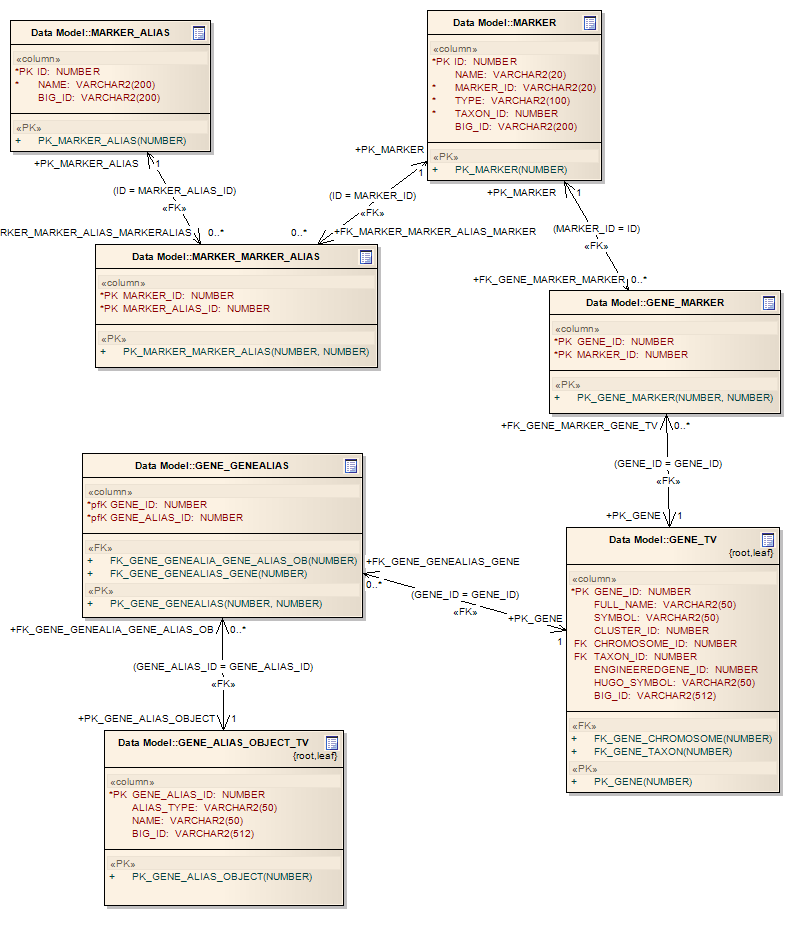 Data Model::MARKER_ALIAS
«column»
*PK ID: NUMBER
* NAME: VARCHAR2(200)
BIG_ID: VARCHAR2(200)
«PK»
+ PK_MARKER_ALIAS(NUMBER)
Data Model::MARKER
«column»
*PK ID: NUMBER
NAME: VARCHAR2(20)
* MARKER_ID: VARCHAR2(20)
* TYPE: VARCHAR2(100)
* TAXON_ID: NUMBER
BIG_ID: VARCHAR2(200)
«PK»
+ PK_MARKER(NUMBER)
+PK_MARKER_ALIAS 1
(ID = MARKER_ALIAS_ID)
«FK»
RKER_MARKER_ALIAS_MARKERALIAS 0..*
+PK_MARKER
1
(ID = MARKER_ID)
«FK»
0..* +FK_MARKER_MARKER_ALIAS_MARKER
+PK_MARKER 1
(MARKER_ID = ID)
«FK»
+FK_GENE_MARKER_MARKER 0..*
Data Model::MARKER_MARKER_ALIAS
«column»
*PK MARKER_ID: NUMBER
*PK MARKER_ALIAS_ID: NUMBER
«PK»
+ PK_MARKER_MARKER_ALIAS(NUMBER, NUMBER)
Data Model::GENE_MARKER
«column»
*PK GENE_ID: NUMBER
*PK MARKER_ID: NUMBER
«PK»
+ PK_GENE_MARKER(NUMBER, NUMBER)
+FK_GENE_MARKER_GENE_TV 0..*
(GENE_ID = GENE_ID)
«FK»
+PK_GENE 1
Data Model::GENE_GENEALIAS
«column»
*pfK GENE_ID: NUMBER
*pfK GENE_ALIAS_ID: NUMBER
«FK»
+ FK_GENE_GENEALIA_GENE_ALIAS_OB(NUMBER)
+ FK_GENE_GENEALIAS_GENE(NUMBER)
«PK»
+ PK_GENE_GENEALIAS(NUMBER, NUMBER)
+FK_GENE_GENEALIAS_GENE
0..*
(GENE_ID = GENE_ID)
«FK»
+PK_GENE
1
Data Model::GENE_TV
{root,leaf}
«column»
*PK GENE_ID: NUMBER
FULL_NAME: VARCHAR2(50)
SYMBOL: VARCHAR2(50)
CLUSTER_ID: NUMBER
FK CHROMOSOME_ID: NUMBER
FK TAXON_ID: NUMBER
ENGINEEREDGENE_ID: NUMBER
HUGO_SYMBOL: VARCHAR2(50)
BIG_ID: VARCHAR2(512)
«FK»
+ FK_GENE_CHROMOSOME(NUMBER)
+ FK_GENE_TAXON(NUMBER)
«PK»
+ PK_GENE(NUMBER)
+FK_GENE_GENEALIA_GENE_ALIAS_OB 0..*
(GENE_ALIAS_ID = GENE_ALIAS_ID)
«FK»
+PK_GENE_ALIAS_OBJECT 1
Data Model::GENE_ALIAS_OBJECT_TV
{root,leaf}
«column»
*PK GENE_ALIAS_ID: NUMBER
ALIAS_TYPE: VARCHAR2(50)
NAME: VARCHAR2(50)
BIG_ID: VARCHAR2(512)
«PK»
+ PK_GENE_ALIAS_OBJECT(NUMBER)